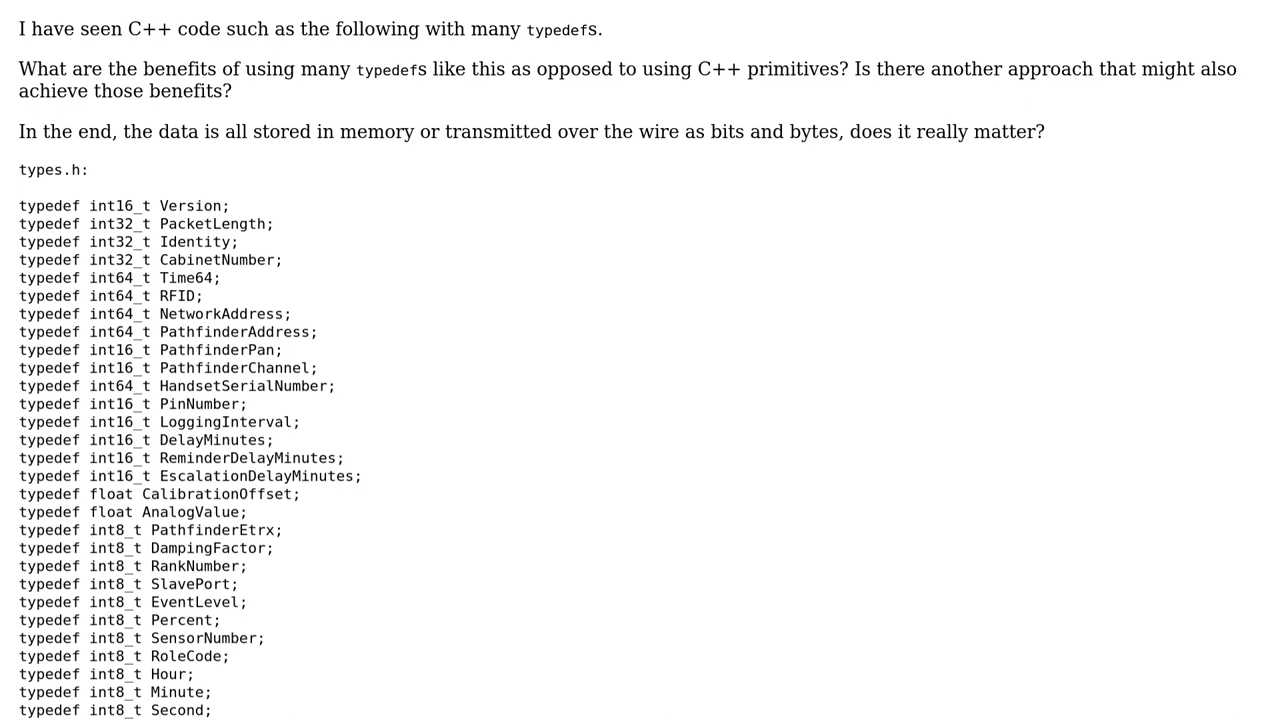 I have seen C++ code such as the following with many typedefs.
What are the benefits of using many typedefs like this as opposed to using C++ primitives? Is there another approach that might also
achieve those benefits?
In the end, the data is all stored in memory or transmitted over the wire as bits and bytes, does it really matter?
types.h:
typedef int16_t Version;
typedef int32_t PacketLength;
typedef int32_t Identity;
typedef int32_t CabinetNumber;
typedef int64_t Time64;
typedef int64_t RFID;
typedef int64_t NetworkAddress;
typedef int64_t PathfinderAddress;
typedef int16_t PathfinderPan;
typedef int16_t PathfinderChannel;
typedef int64_t HandsetSerialNumber;
typedef int16_t PinNumber;
typedef int16_t LoggingInterval;
typedef int16_t DelayMinutes;
typedef int16_t ReminderDelayMinutes;
typedef int16_t EscalationDelayMinutes;
typedef float CalibrationOffset;
typedef float AnalogValue;
typedef int8_t PathfinderEtrx;
typedef int8_t DampingFactor;
typedef int8_t RankNumber;
typedef int8_t SlavePort;
typedef int8_t EventLevel;
typedef int8_t Percent;
typedef int8_t SensorNumber;
typedef int8_t RoleCode;
typedef int8_t Hour;
typedef int8_t Minute;
typedef int8_t Second;